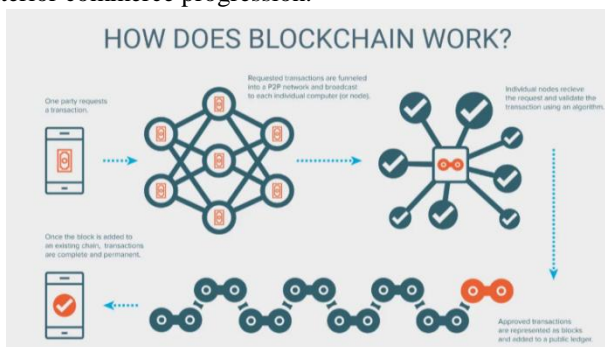 terior commerce progression.
HOW DOES BLOCKCHAIN WORK?
One party requests
a transaction.
Requested transactions are funneled
into a P2P network and broadcast
to each individual computer (or node).
Individual nodes recieve
the request and validate the
transaction using an algorithm.
Once the block is added to
an existing chain, transactions
are complete and permanent.
Approved transactions
are represented as blocks
and added to a public ledger.